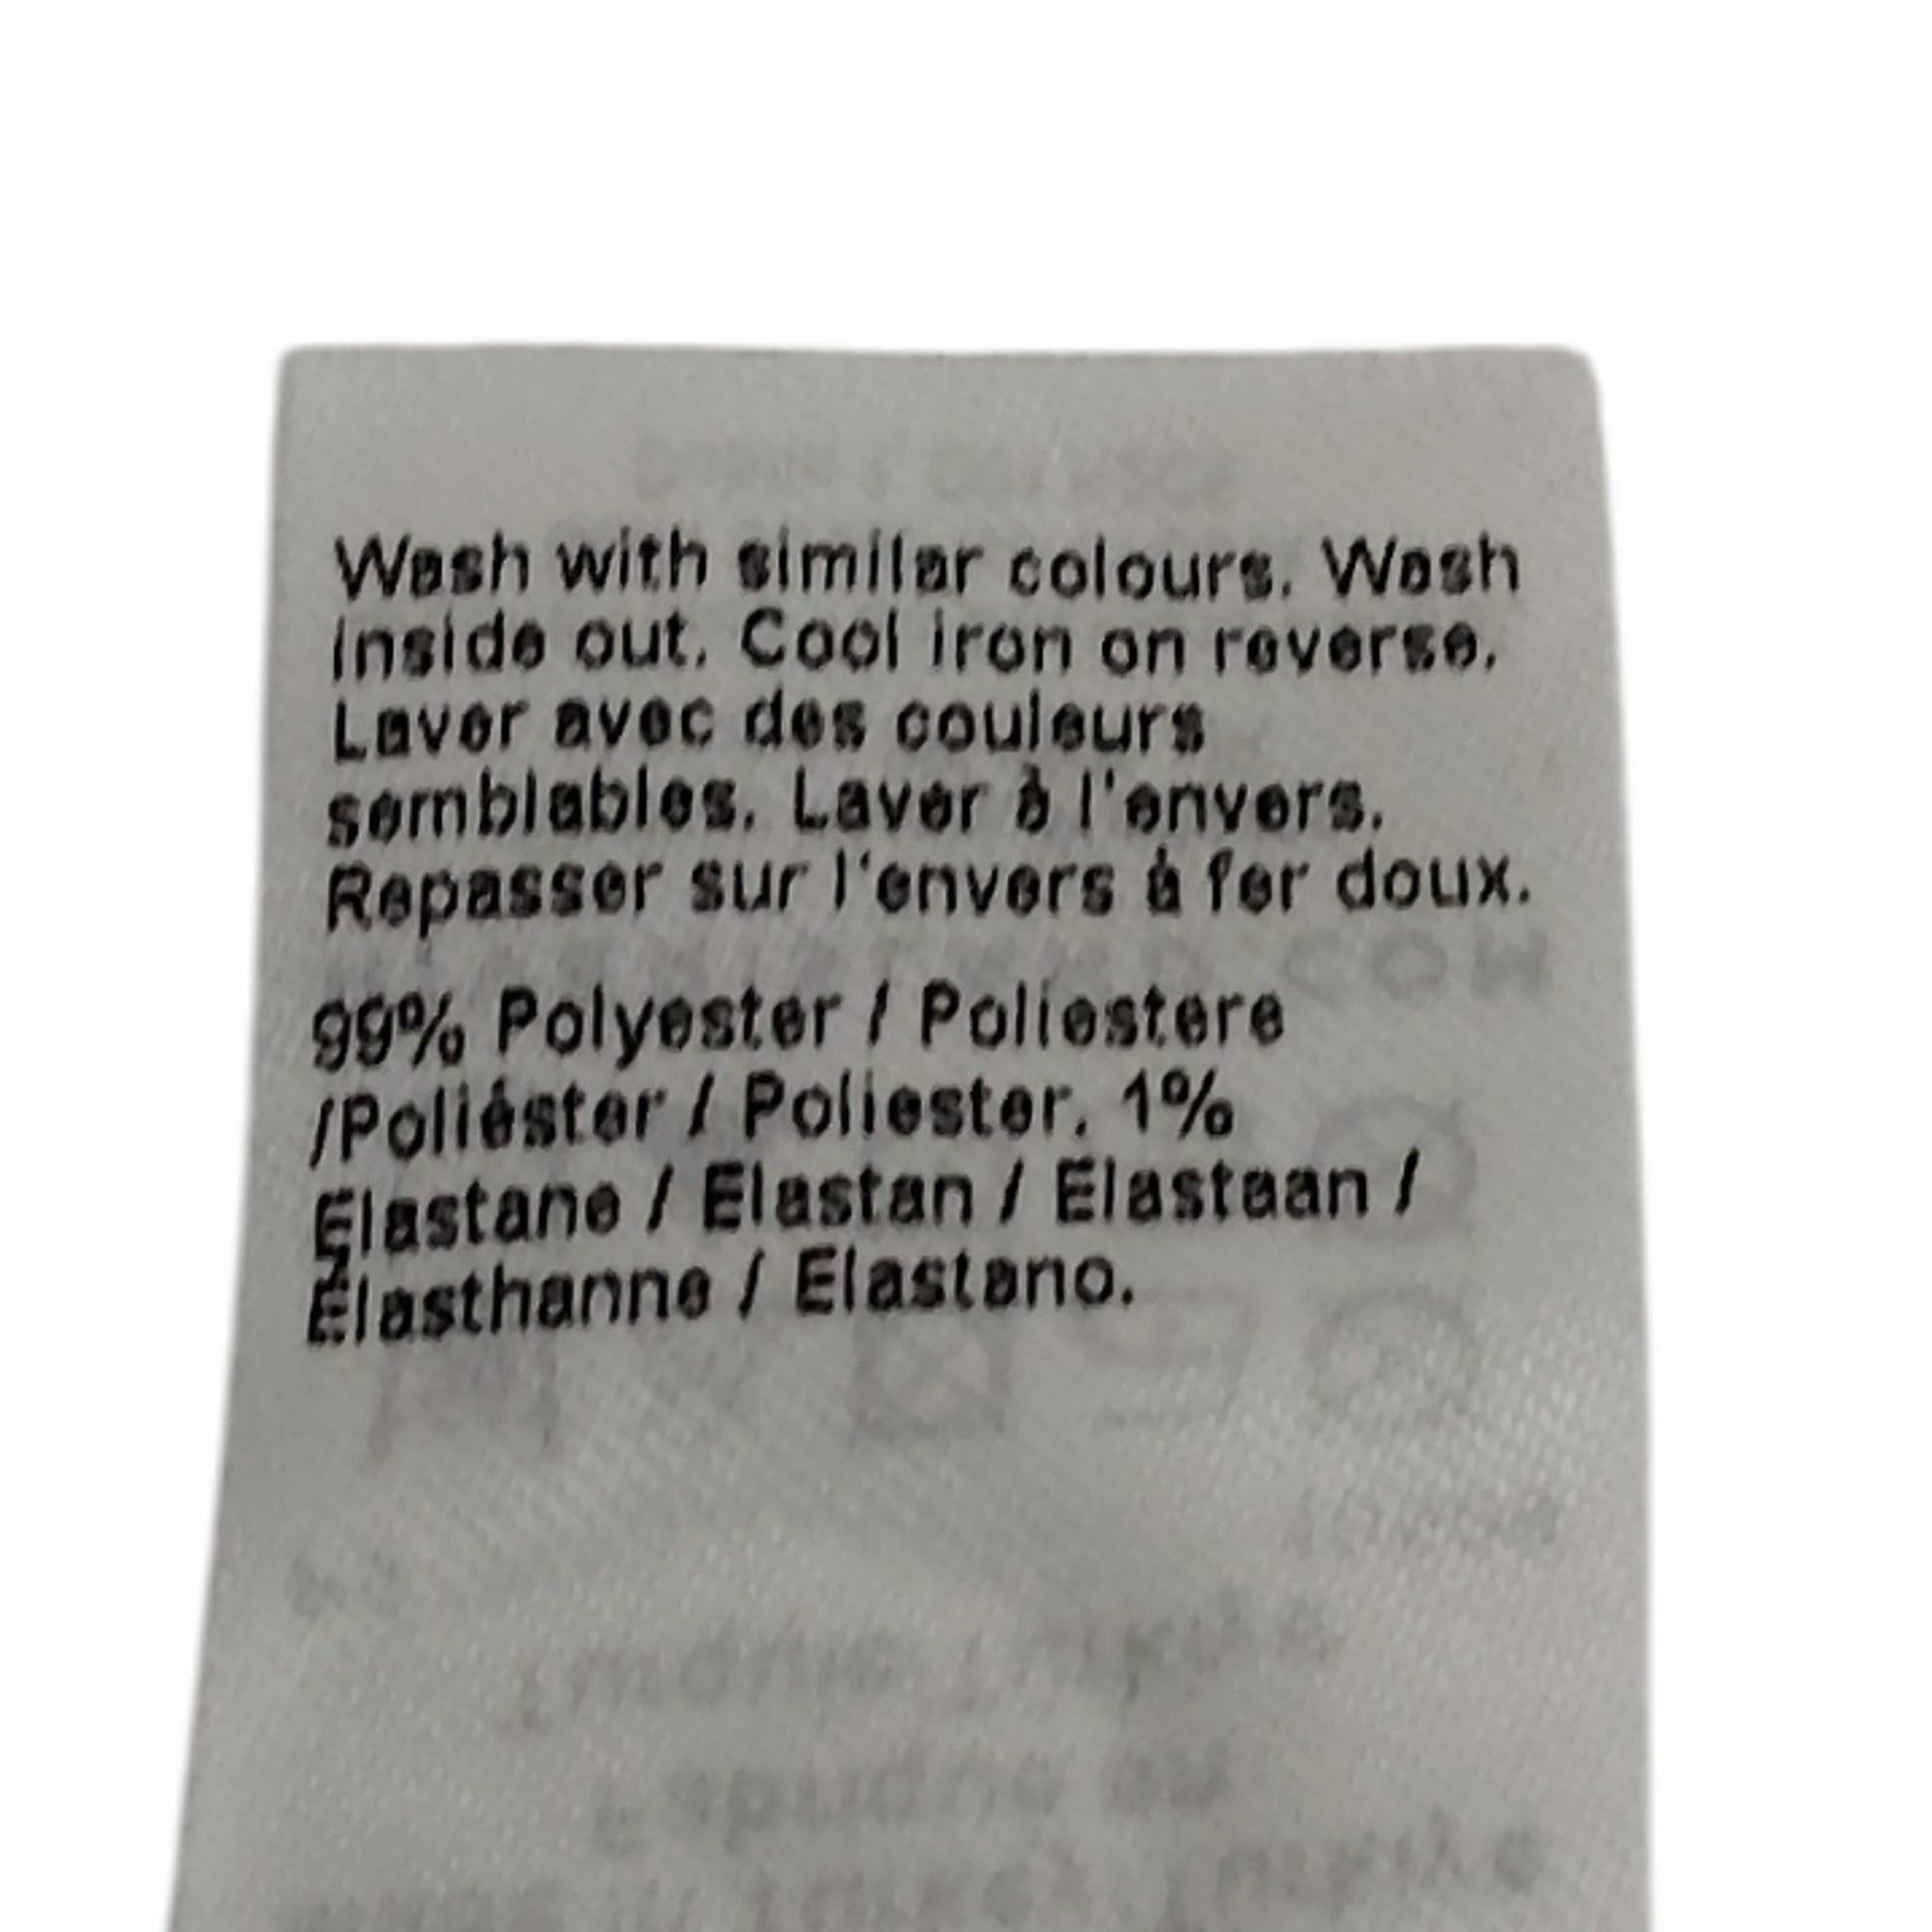 Wash with similar colours. Wash
inside out. Cool iron on reverse.
Laver avec des couleurs
semblables. Laver à l'envers.
Repasser sur l'envers à fer doux.
99% Polyester / Poliestere
/Poliéster / Poliester. 1%
Elastane / Elastan / Elastaan /
Élasthanne / Elastano.